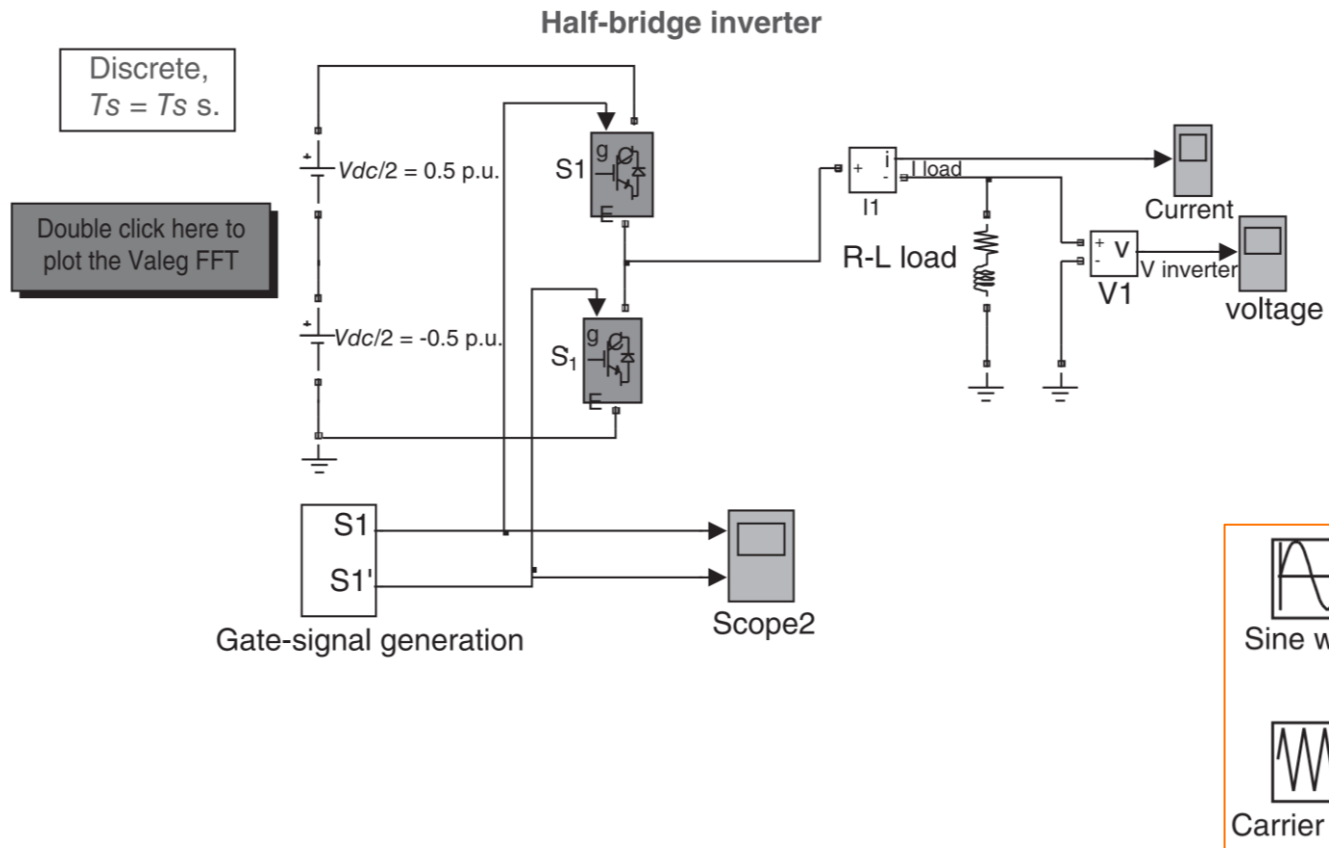 Half-bridge inverter
Discrete,
Ts = Ts s.
Double click here to
plot the Valeg FFT
+
Vdc/2 = 0.5 p.u.
+
Vdc/2 = -0.5 p.u.
g
S1
E
g
S1
E
+
i
-
I load
I1
Current
R-L load
+
v
-
V inverter
V1
voltage
S1
S1'
Gate-signal generation
Scope2
Sine
Carrier